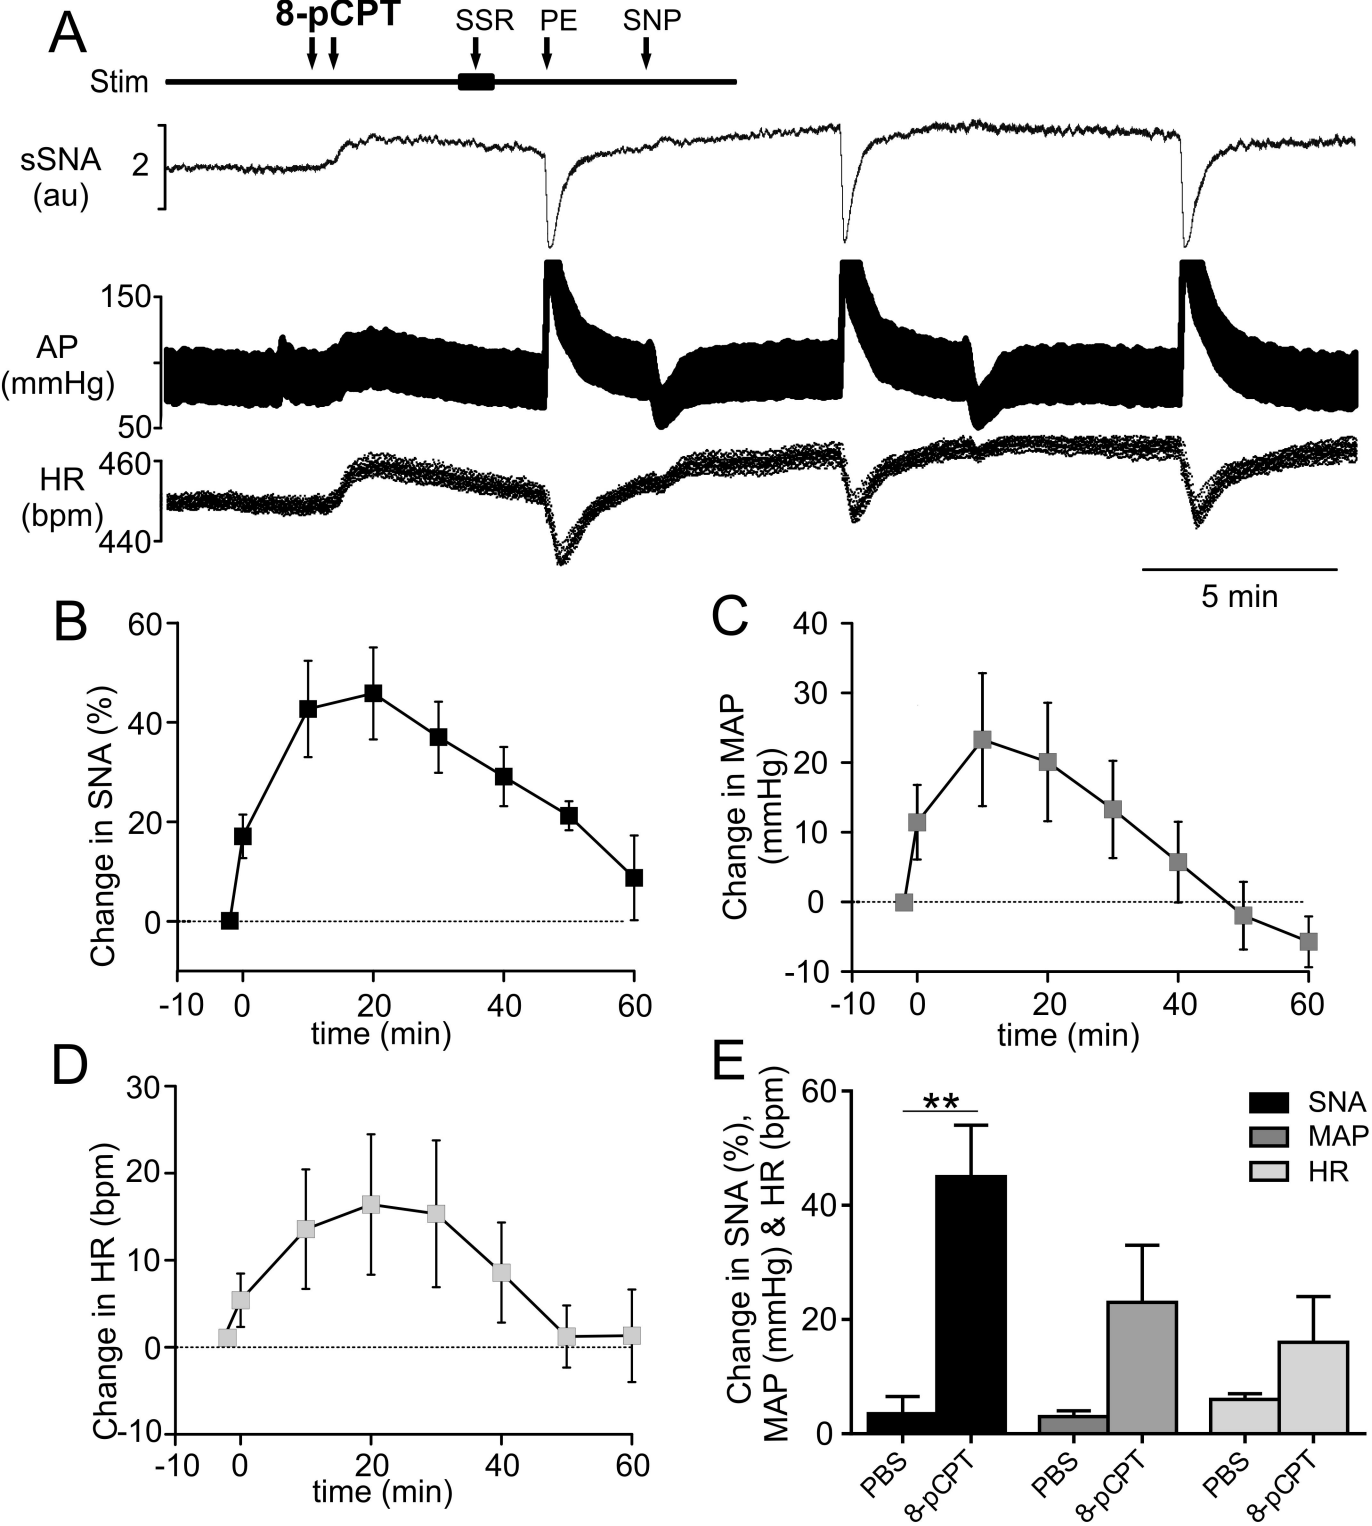 A
8-pCPT
SSR
PE
SNP
Stim
sSNA
(au)
2
150
AP
(mmHg)
50
HR
(bpm)
460
440
5 min
B
60
40
20
0
Change in SNA (%)
-10
0
20
40
60
time (min)
C
40
30
20
10
0
-10
Change in MAP
(mmHg)
-10
0
20
40
60
time (min)
D
30
20
10
0
-10
Change in HR (bpm)
-10
0
20
40
60
time (min)
E
60
40
20
0
Change in SNA (%),
MAP (mmHg) & HR (bpm)
**
SNA
MAP
HR
PBS
8-pCPT
PBS
8-pCPT
PBS
8-pCPT